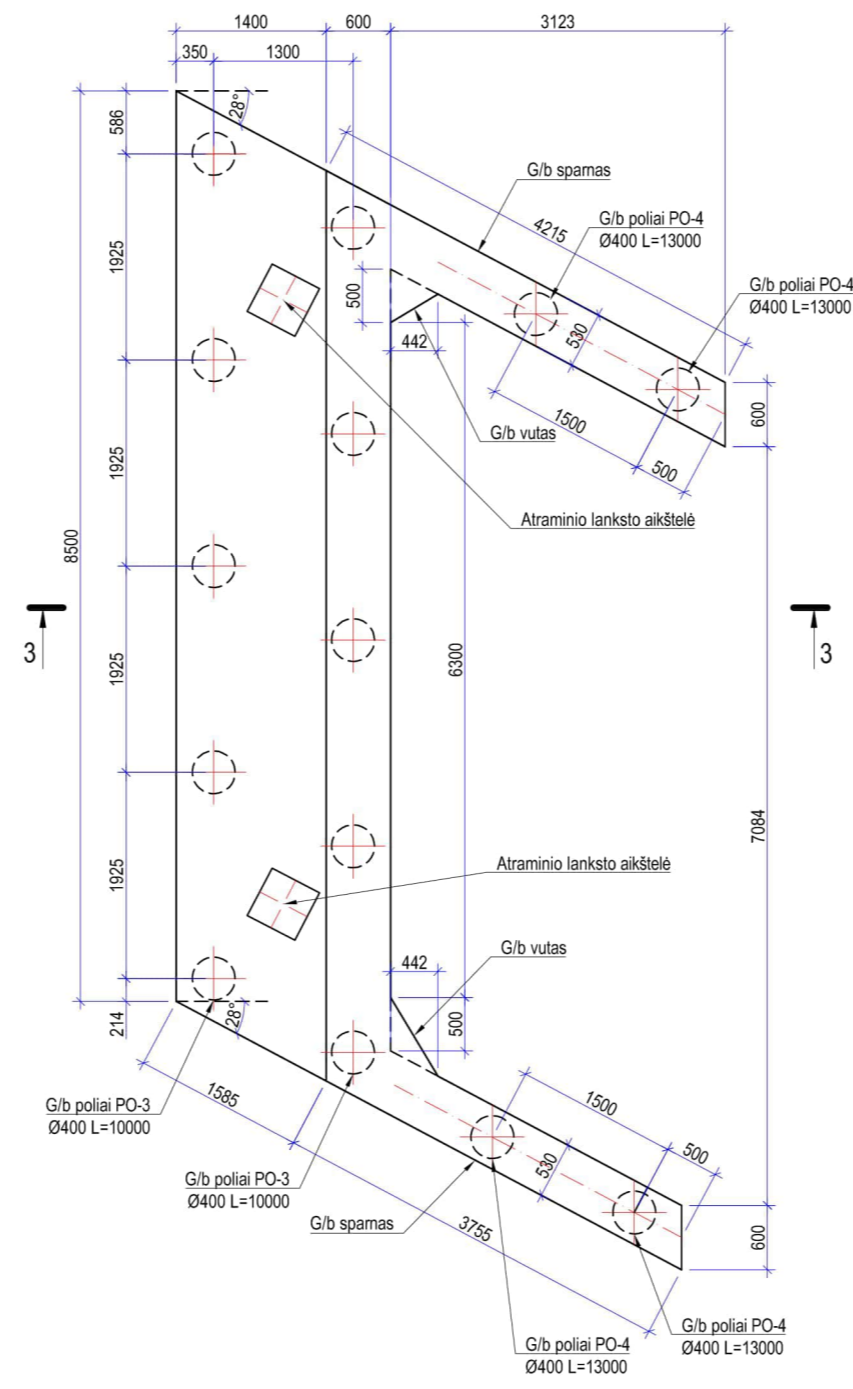 1400
600
3123
350
1300
586
28°
G/b sparnas
4215
G/b poliai PO-4
Ø400 L=13000
G/b poliai PO-4
Ø400 L=13000
1925
500
442
530
600
1500
500
G/b vutas
1925
Atraminio lanksto aikštelė
8500
3
3
6300
1925
7084
1925
Atraminio lanksto aikštelė
442
G/b vutas
500
214
28°
1585
1500
500
530
G/b poliai PO-3
Ø400 L=10000
G/b poliai PO-3
Ø400 L=10000
G/b sparnas
3755
600
G/b poliai PO-4
Ø400 L=13000
G/b poliai PO-4
Ø400 L=13000